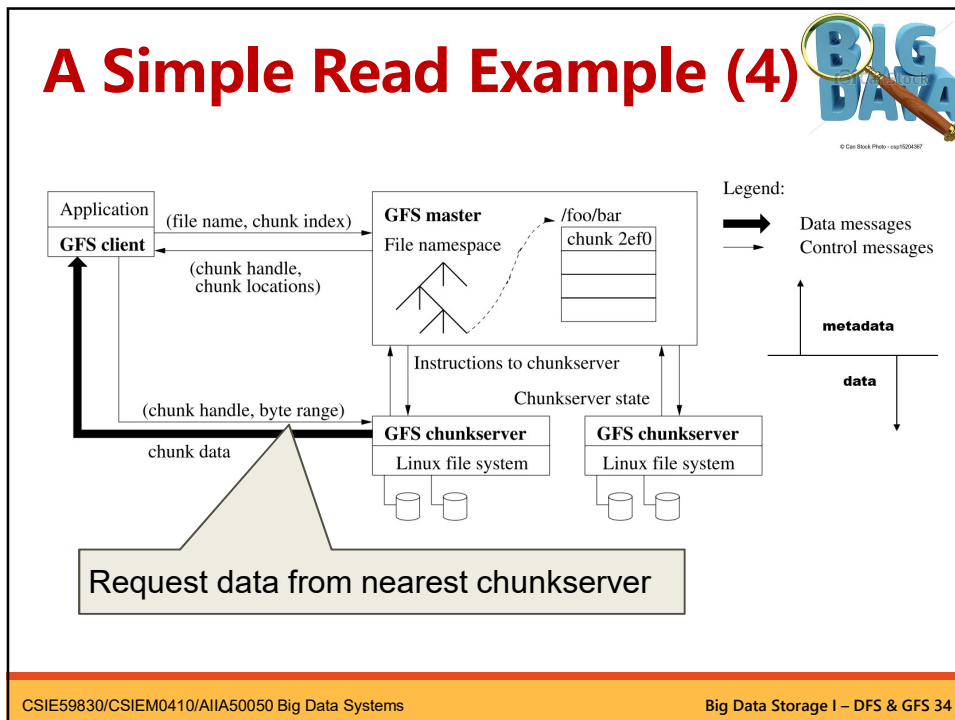 A Simple Read Example (4)
BIG
DATA
© Can Stock Photo - csp15204367
Application
GFS client
(file name, chunk index)
(chunk handle,
chunk locations)
GFS master
File namespace
/foo/bar
chunk 2ef0
Legend:
Data messages
Control messages
metadata
data
Instructions to chunkserver
Chunkserver state
(chunk handle, byte range)
chunk data
GFS chunkserver
Linux file system
GFS chunkserver
Linux file system
Request data from nearest chunkserver
CSIE59830/CSIEM0410/AIIA50050 Big Data Systems
Big Data Storage I – DFS & GFS 34